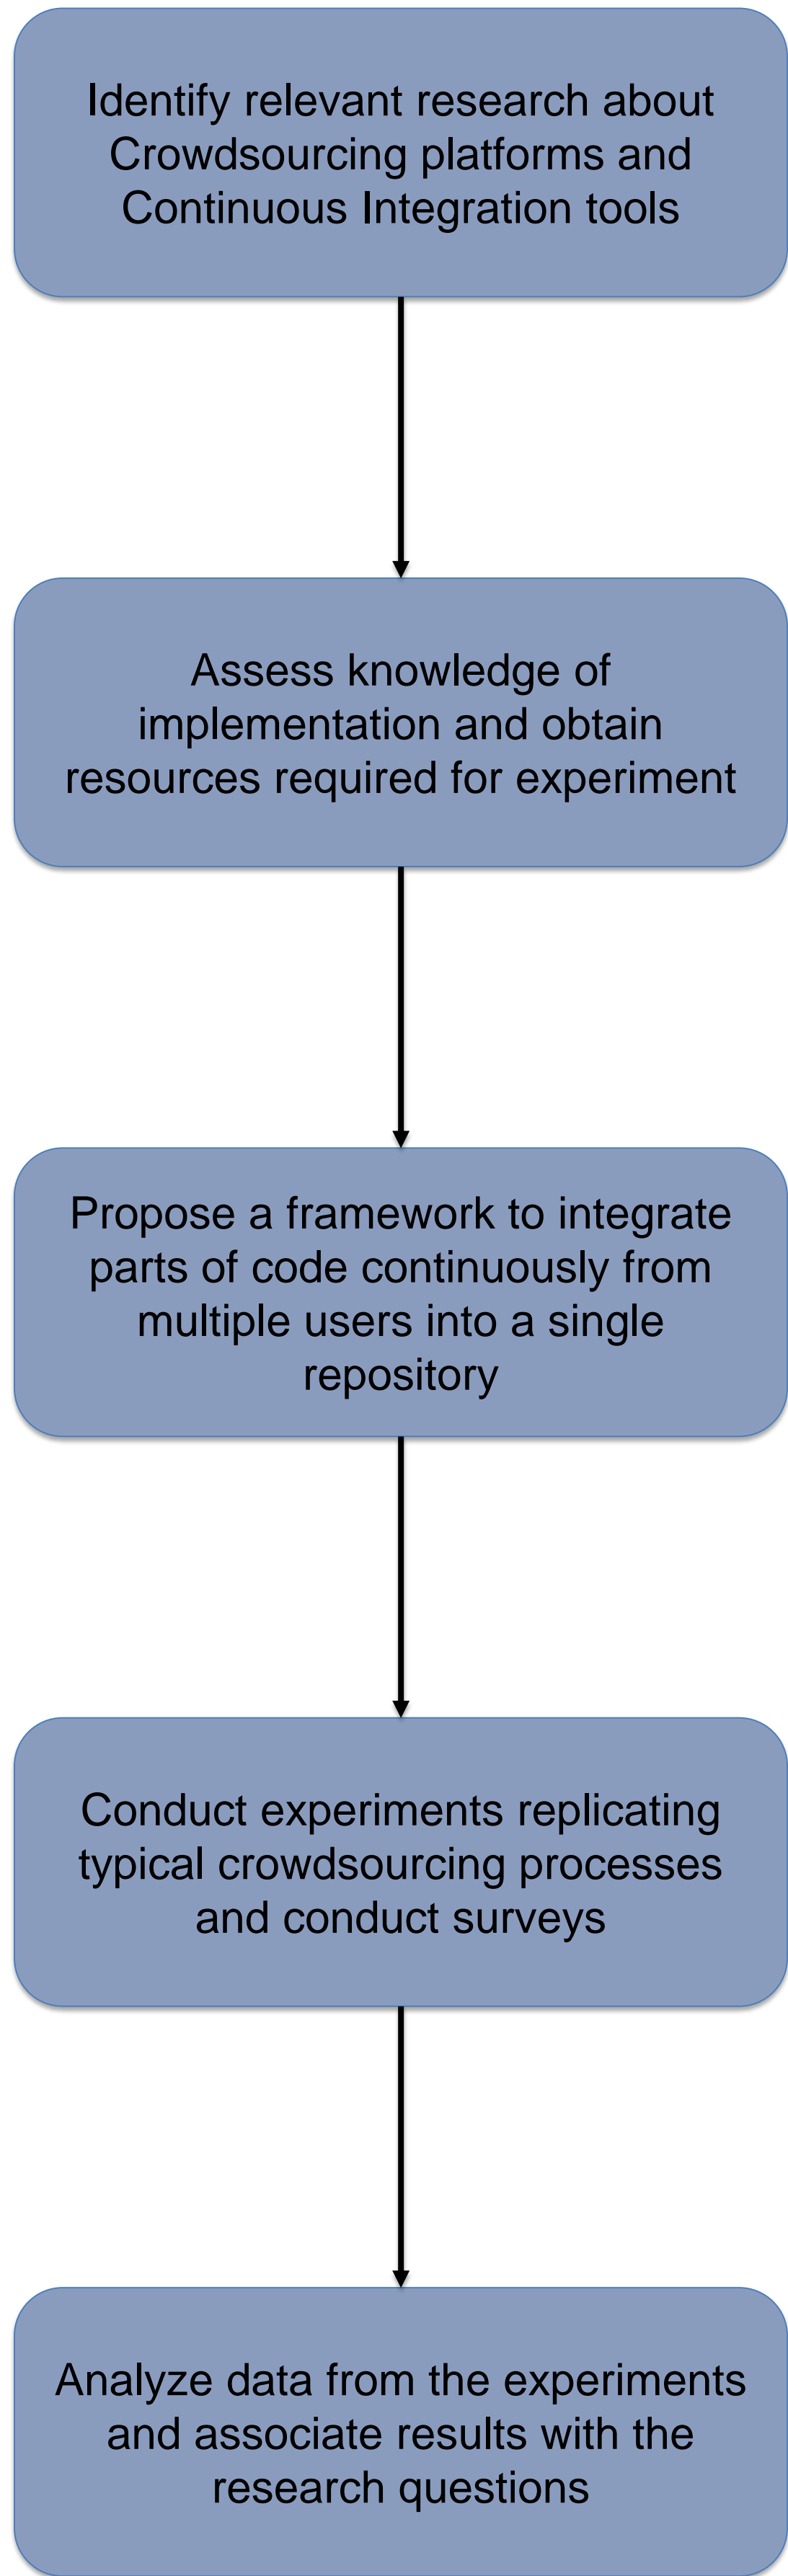 Identify relevant research about
Crowdsourcing platforms and
Continuous Integration tools
Assess knowledge of
implementation and obtain
resources required for experiment
Propose a framework to integrate
parts of code continuously from
multiple users into a single
repository
Conduct experiments replicating
typical crowdsourcing processes
and conduct surveys
Analyze data from the experiments
and associate results with the
research questions